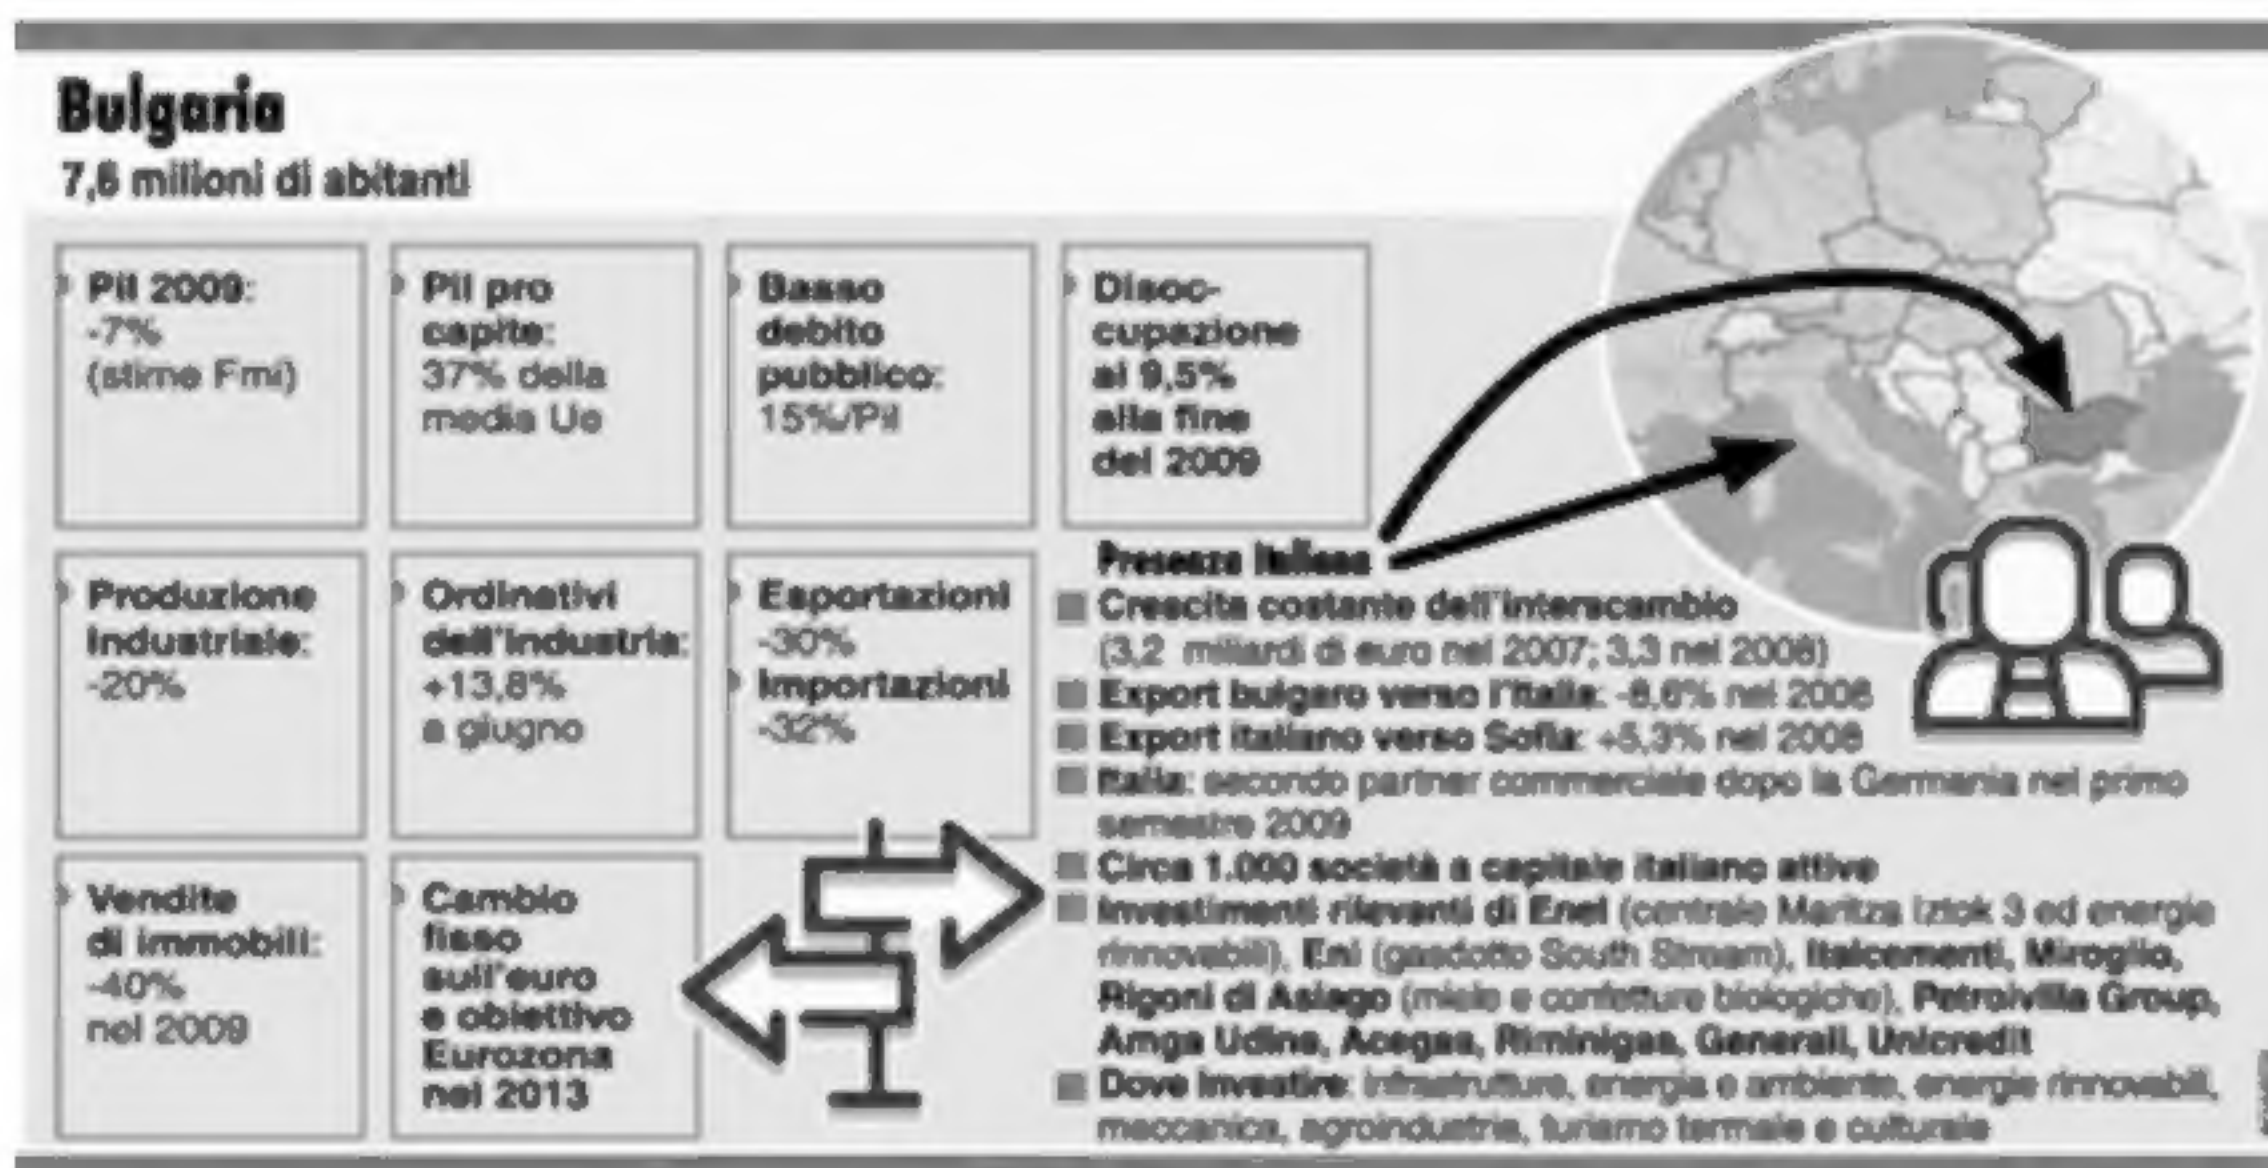 Bulgaria
7,6 milioni di abitanti
Pil 2009:
-7%
(stime Fmi)
Pil pro
capite:
37% della
media Ue
Basso
debito
pubblico:
15%/Pil
Disoc-
cupazione
al 9,5%
alla fine
del 2009
Produzione
industriale:
-20%
Ordinativi
dell'industria:
+13,8%
a giugno
Esportazioni
-30%
Importazioni
-32%
Vendite
di immobili:
-40%
nel 2009
Cambio
fisso
sull'euro
e obiettivo
Eurozona
nel 2013
Presenza italiana
Crescita costante dell'interscambio
(3,2 miliardi di euro nel 2007; 3,3 nel 2008)
Export bulgaro verso l'Italia: nel 2008
Export italiano verso Sofia: +5,3% nel 2008
Italia: secondo partner commerciale dopo la Germania nel primo
semestre 2009
Circa 1.000 società a capitale italiano attive
Investimenti rilevanti di Enel (centrale Maritza Iztok 3 ed energie
rinnovabili), Eni (gasdotto South Stream), Italcementi, Miroglio,
Rigoni di Asiago (miele e confetture biologiche), Petrolvilla Group,
Amga Udine, Acegas, Riminigas, Generali, Unicredit
Dove investire: infrastrutture, energia e ambiente, energie rinnovabili,
meccanica, agroindustria, turismo termale e culturale